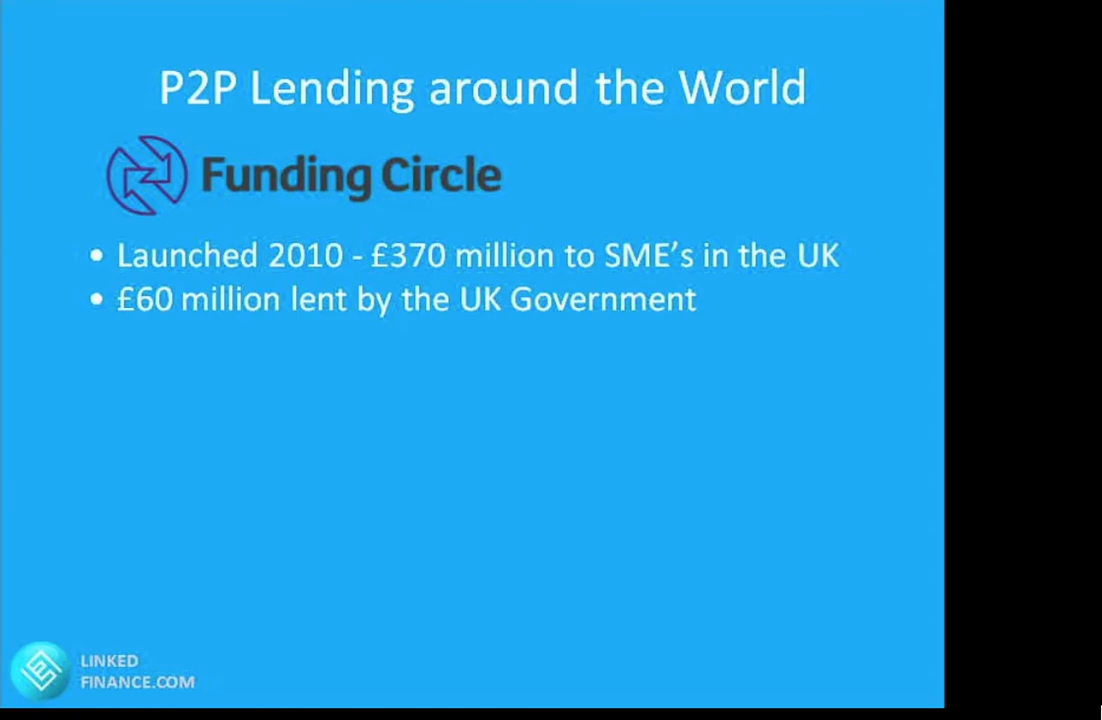 P2P Lending around the World
Funding Circle
• Launched 2010 - £370 million to SME's in the UK
• £60 million lent by the UK Government
LINKED
FINANCE.COM